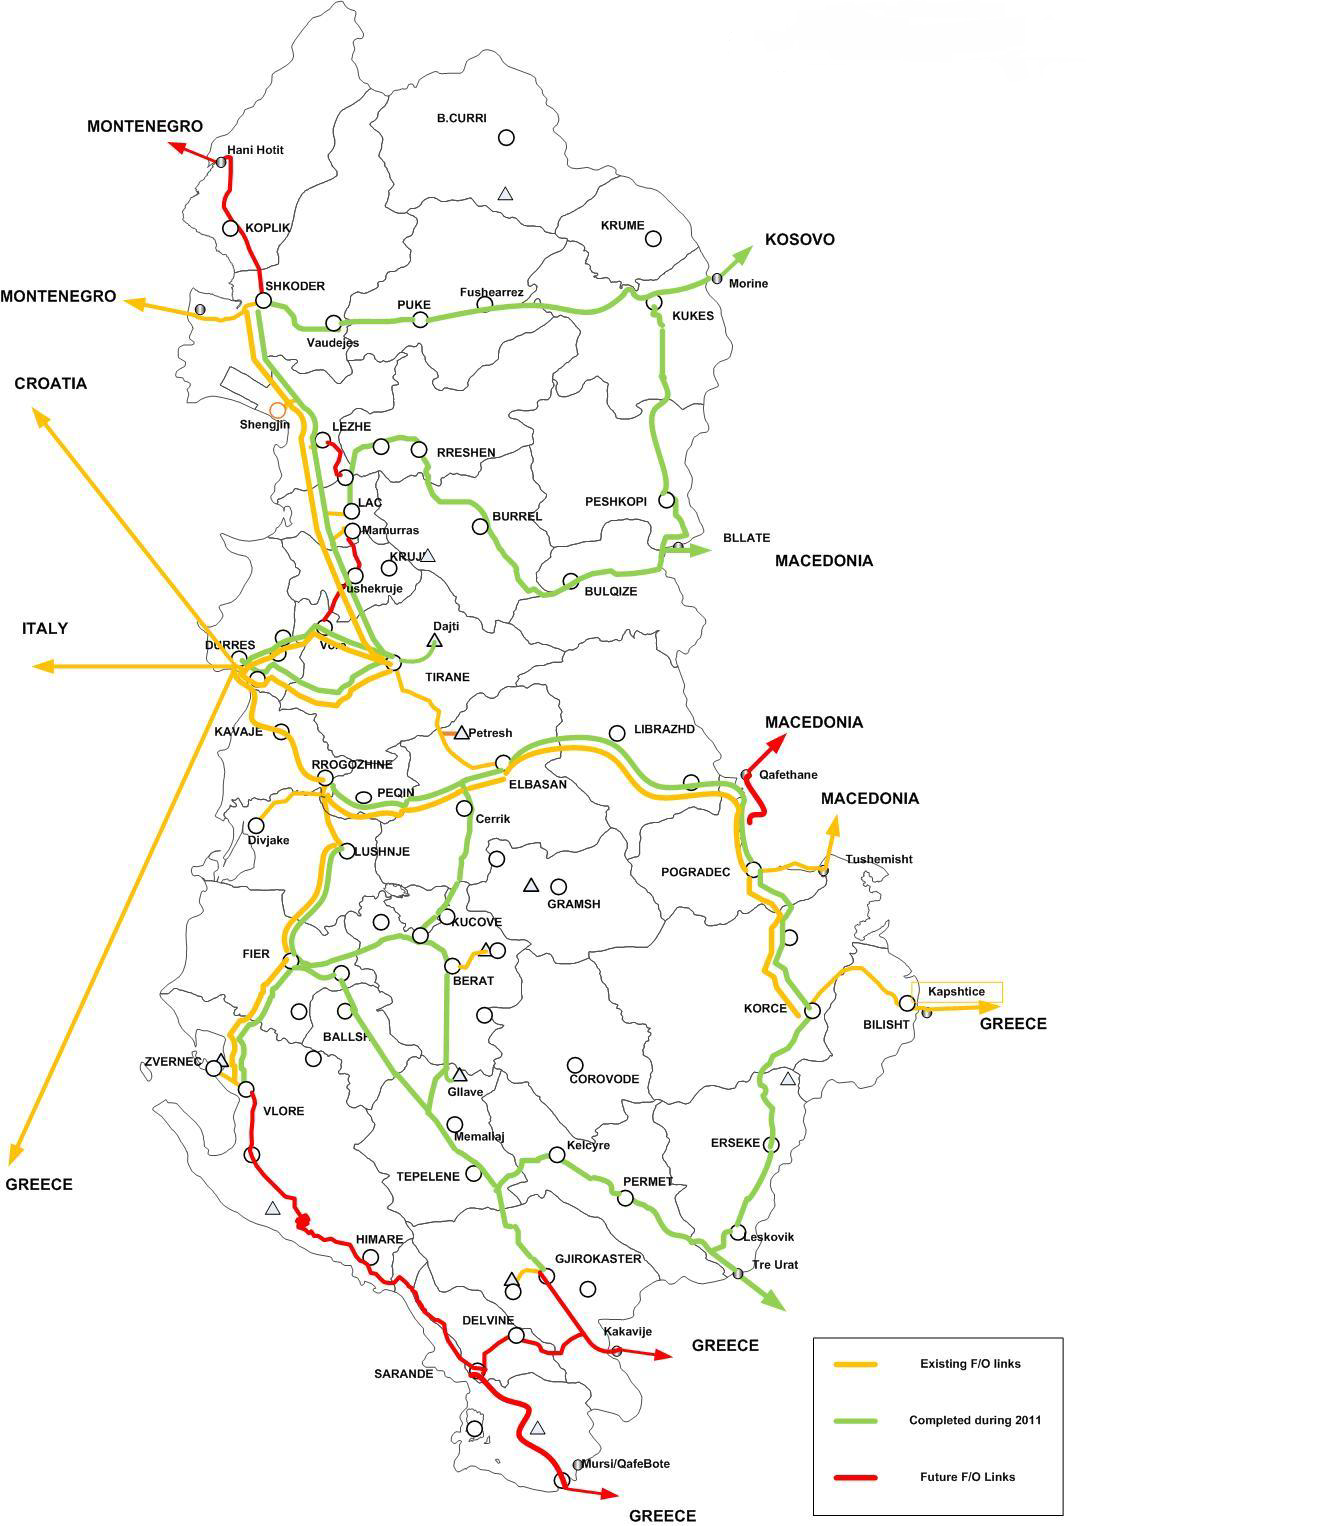 B.CURRI
MONTENEGRO
Hani Hotit
KOPLIK
KRUME
KOSOVO
Morine
SHKODER
MONTENEGRO
Fushearrez
PUKE
KUKES
Vaudejes
CROATIA
Shengjin
LEZHE
RRESHEN
LAC
PESHKOPI
BURREL
Mamurras
BLLATE
MACEDONIA
BULQIZE
ITALY
Dajti
DURRES
TIRANE
KAVAJE
Petresh
LIBRAZHD
MACEDONIA
RROGOZHINE
Qafethane
ELBASAN
PEQIN
MACEDONIA
Cerrik
Divjake
LUSHNJE
Tushemisht
POGRADEC
GRAMSH
KUCOVE
FIER
BERAT
Kapshtice
KORCE
BILISHT
GREECE
BALLSH
ZVERNEC
COROVODE
Gllave
VLORE
Memaliaj
ERSEKE
Kelcyre
TEPELENE
PERMET
GREECE
HIMARE
Leskovik
GJIROKASTER
Tre Urat
DELVINE
Kakavije
GREECE
SARANDE
Existing F/O links
Completed during 2011
Mursi/QafeBote
Future F/O Links
GREECE